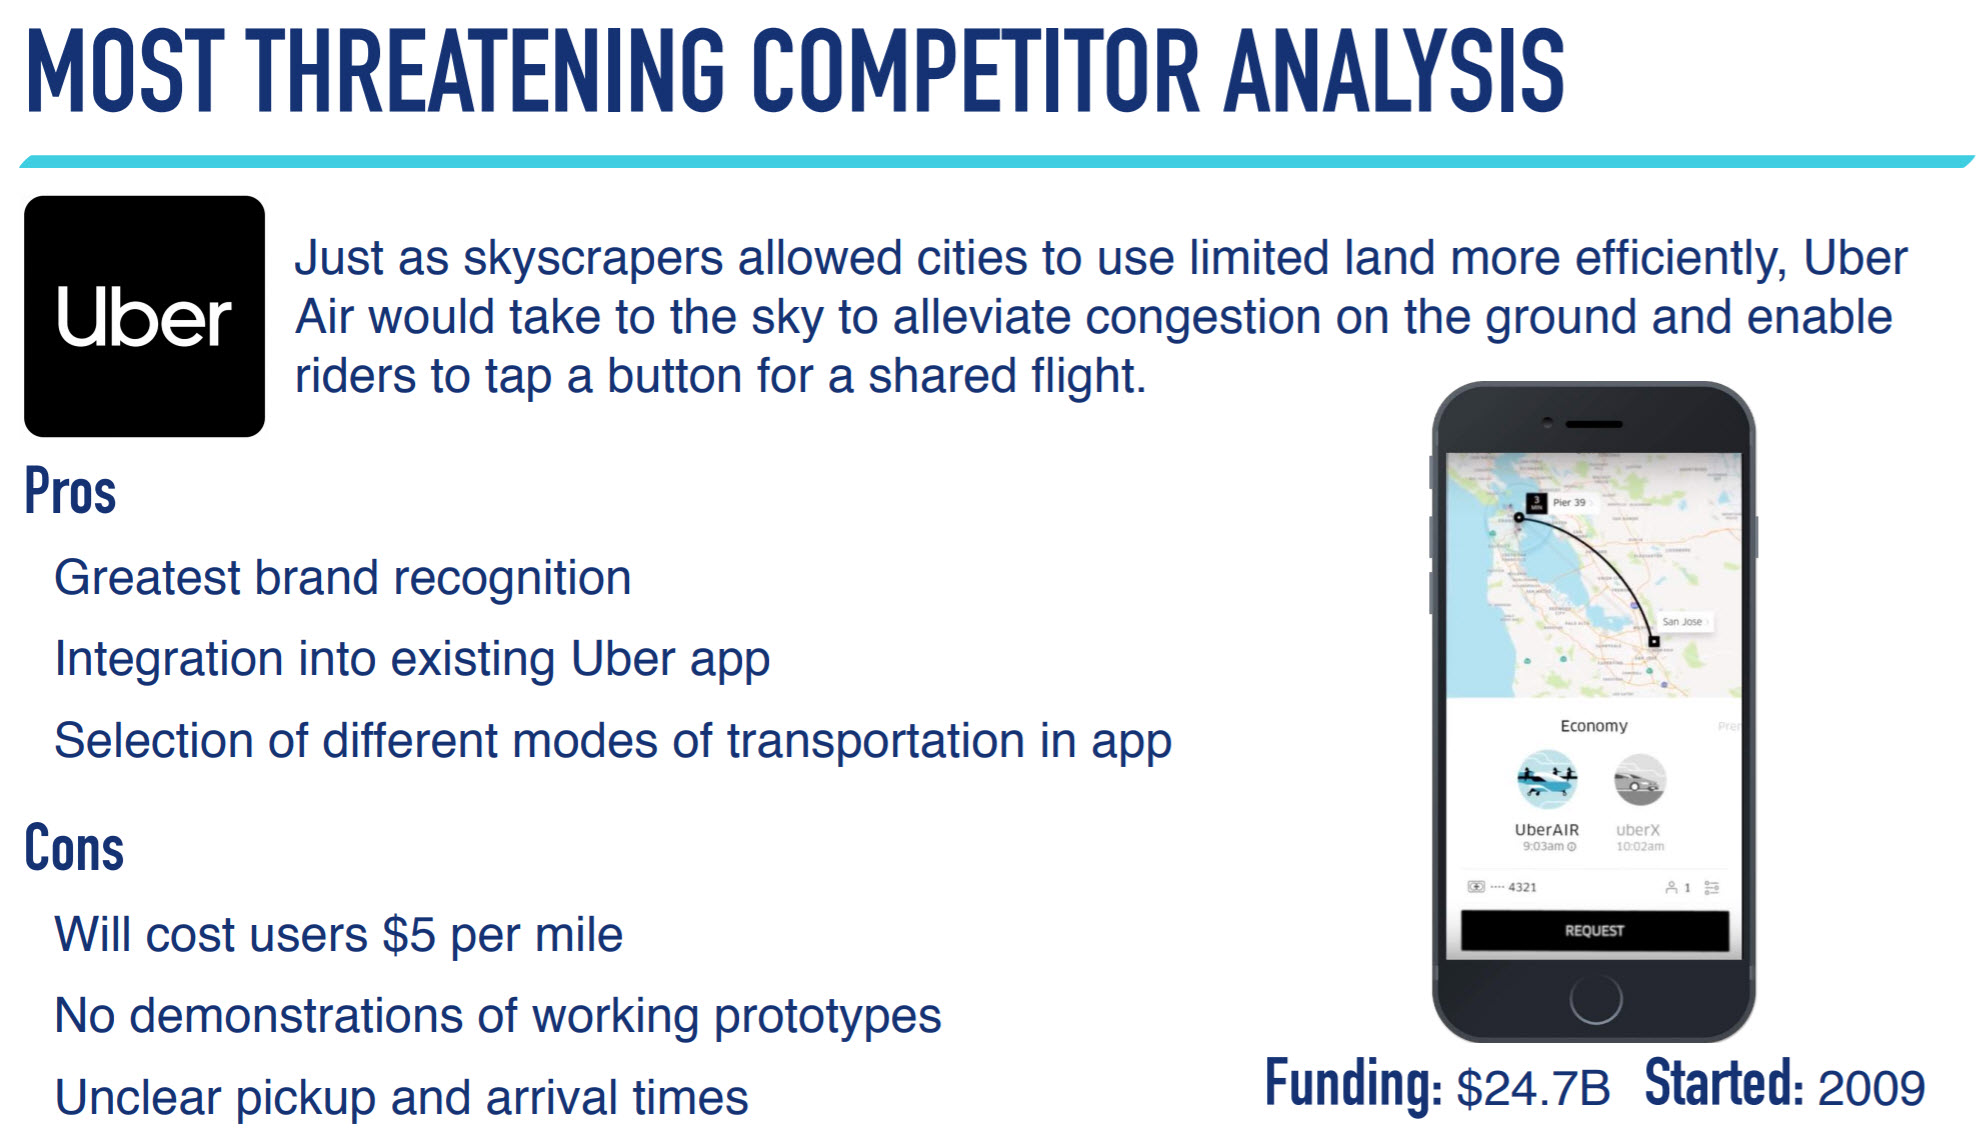 MOST THREATENING COMPETITOR ANALYSIS
Uber
Just as skyscrapers allowed cities to use limited land more efficiently, Uber
Air would take to the sky to alleviate congestion on the ground and enable
riders to tap a button for a shared flight.
Pros
Greatest brand recognition
Integration into existing Uber app
Selection of different modes of transportation in app
Cons
Will cost users $5 per mile
No demonstrations of working prototypes
Unclear pickup and arrival times
3
MIN
Pier 39
San Jose
Economy
Prem
UberAIR
uberX
9:03am
10:02am
•••• 4321
1
REQUEST
Funding: $24.7B Started: 2009